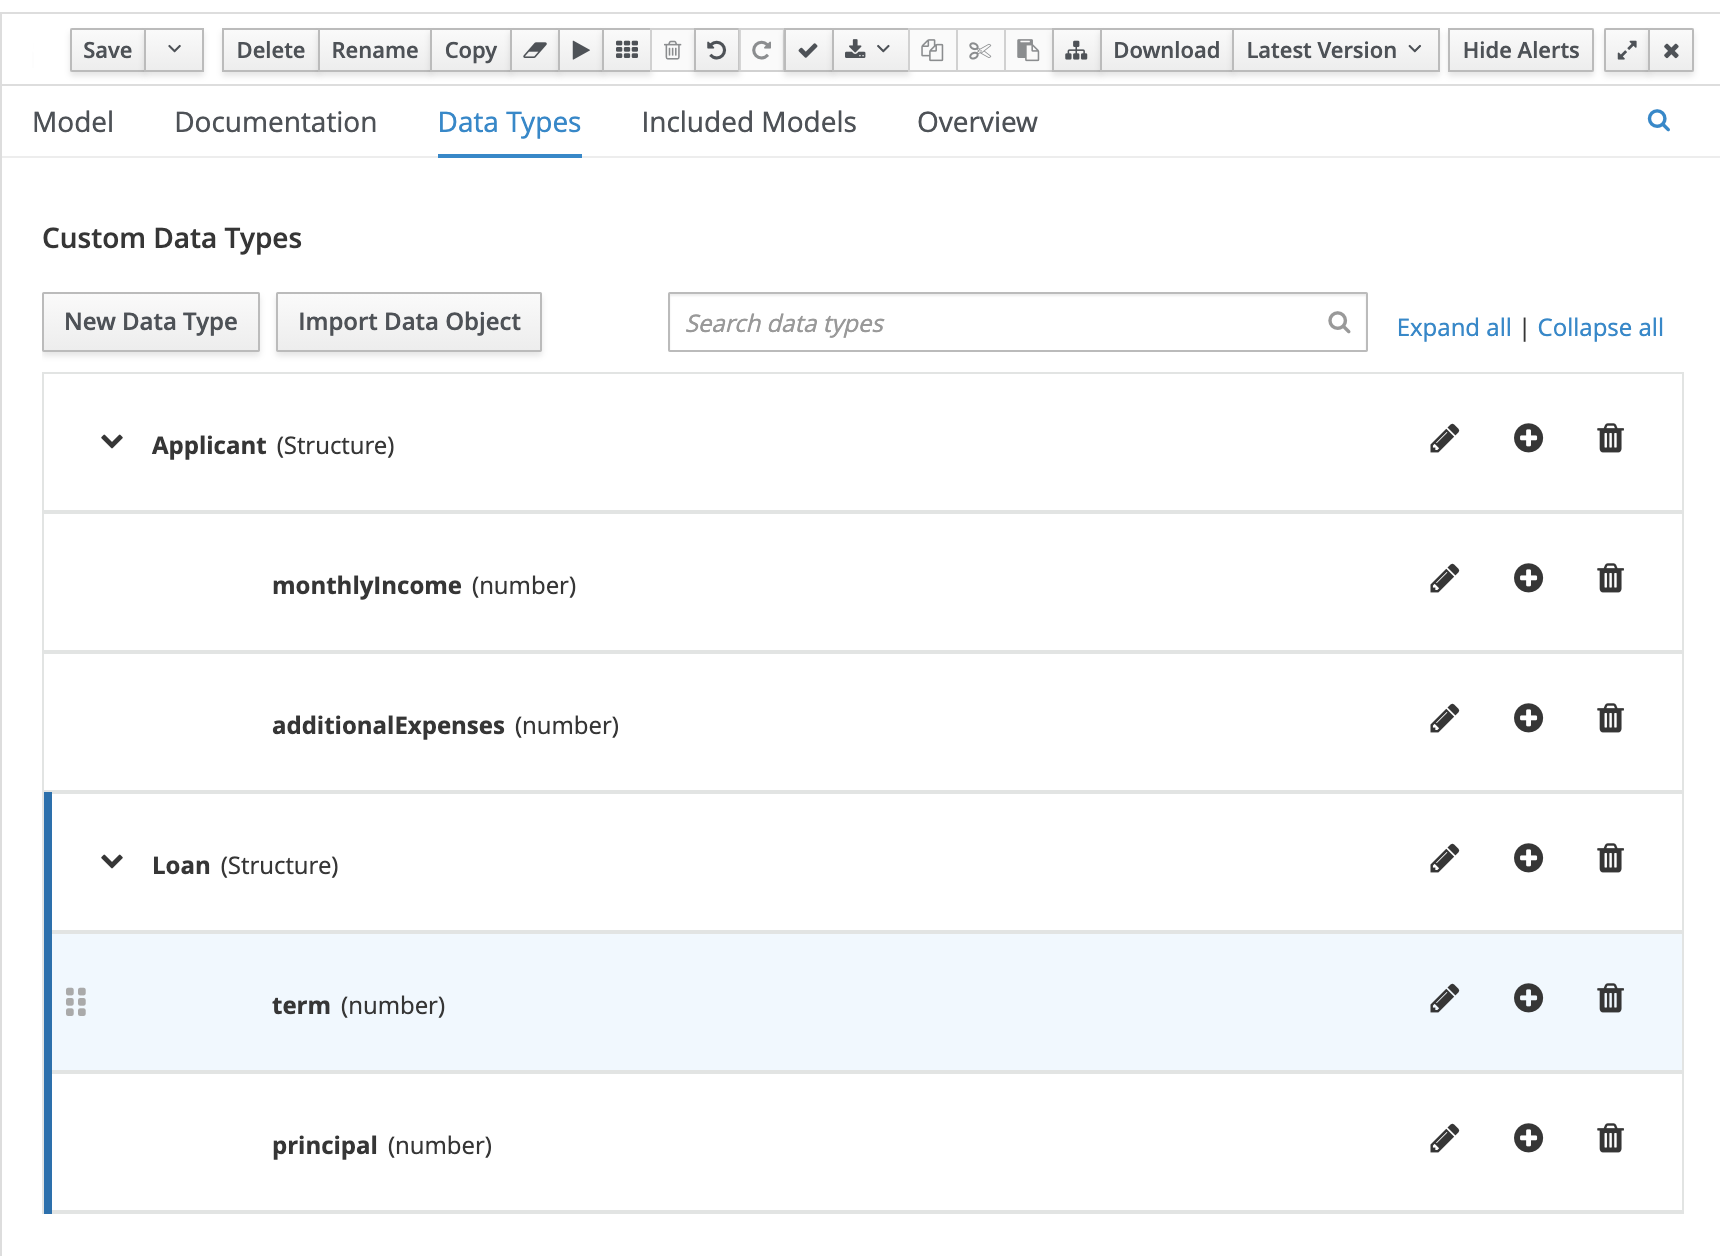 Save Delete Rename Copy Download Latest Version Hide Alerts
Model Documentation Data Types Included Models Overview
Custom Data Types
New Data Type Import Data Object Search data types Expand all | Collapse all
Applicant (Structure)
monthlyIncome (number)
additionalExpenses (number)
Loan (Structure)
term (number)
principal (number)